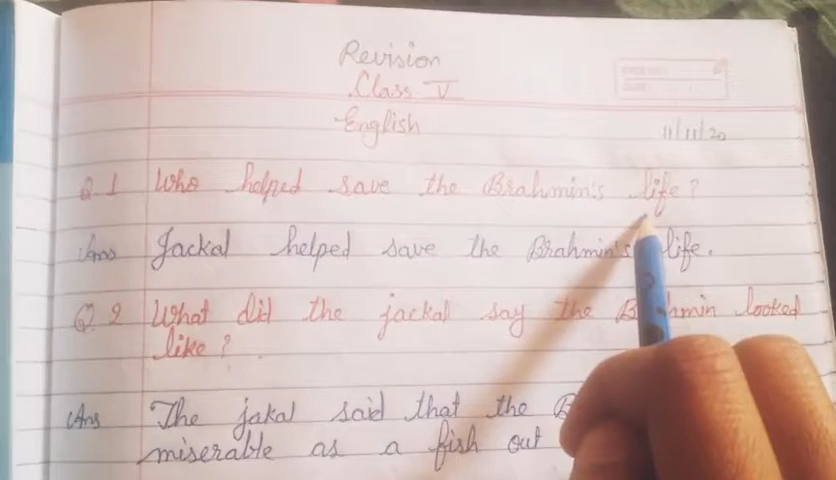 Revision
Class V
English
11/11/20
Q.1 Who helped save the Brahmin's life?
Ans Jackal helped save the Brahmin's life.
Q.2 What did the jackal say the Brahmin looked
like?
Ans The jakal said that the
miserable as a fish out